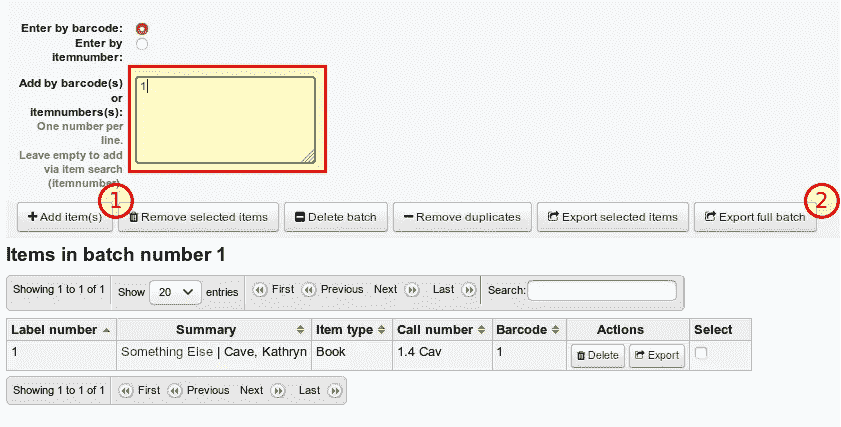 Enter by barcode:
Enter by
itemnumber:
Add by barcode(s)
or
itemnumbers(s):
One number per
line.
Leave empty to add
via item search
(itemnumber).
1
1
2
Add item(s) Remove selected items Delete batch Remove duplicates Export selected items Export full batch
Items in batch number 1
Showing 1 to 1 of 1 Show 20 entries First Previous Next Last Search:
Label number Summary Item type Call number Barcode Actions Select
1 Something Else | Cave, Kathryn Book 1.4 Cav 1 Delete Export
Showing 1 to 1 of 1 First Previous Next Last